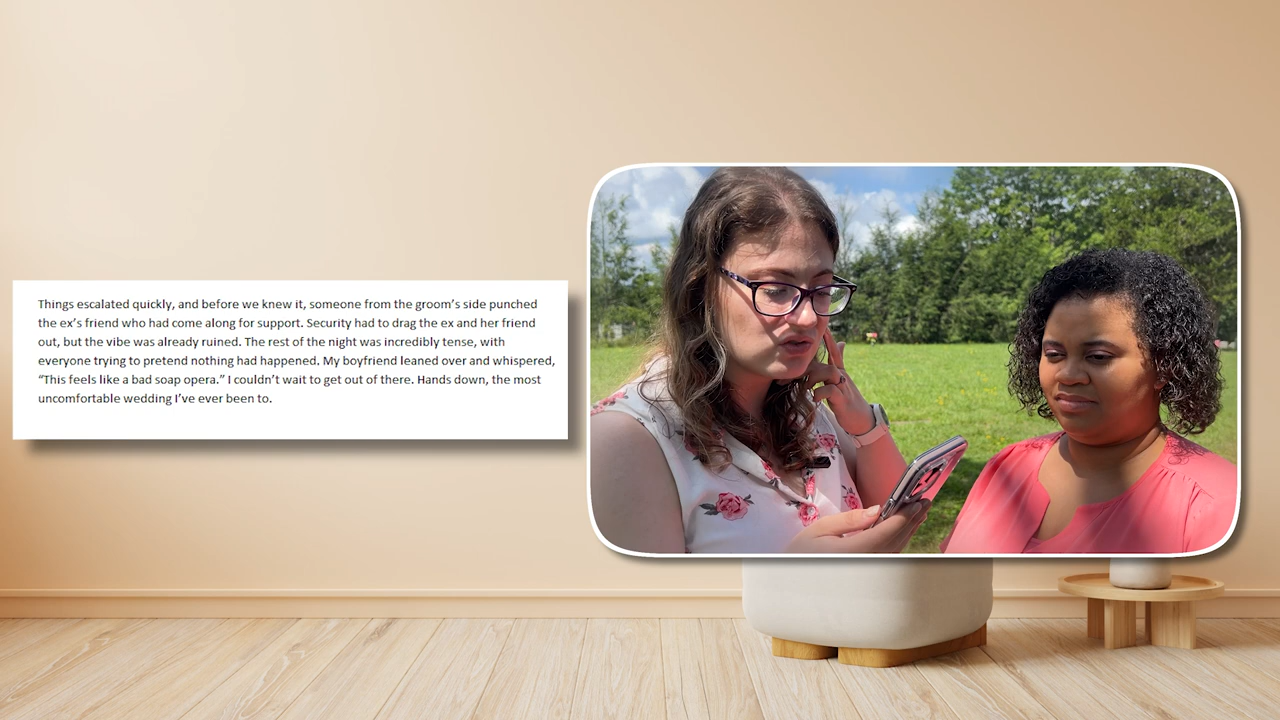 Things escalated quickly, and before we knew it, someone from the groom’s side punched
the ex’s friend who had come along for support. Security had to drag the ex and her friend
out, but the vibe was already ruined. The rest of the night was incredibly tense, with
everyone trying to pretend nothing had happened. My boyfriend leaned over and whispered,
“This feels like a bad soap opera.” I couldn’t wait to get out of there. Hands down, the most
uncomfortable wedding I’ve ever been to.